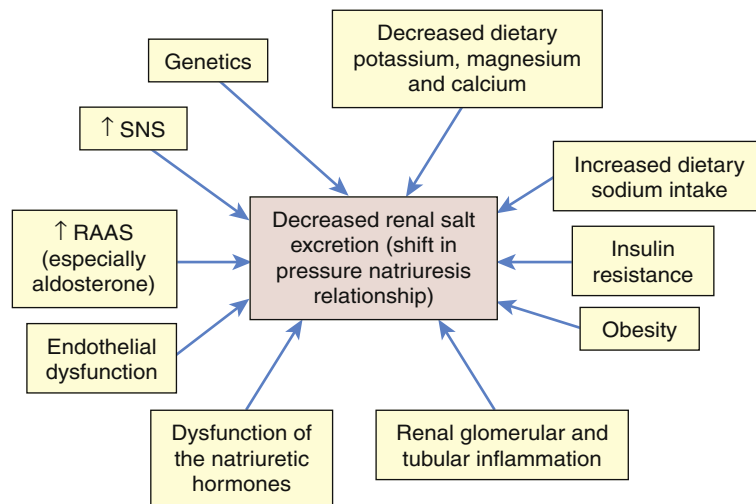 Genetics
Decreased dietary
potassium, magnesium
and calcium
↑ SNS
Increased dietary
sodium intake
↑ RAAS
(especially
aldosterone)
Decreased renal salt
excretion (shift in
pressure natriuresis
relationship)
Insulin
resistance
Endothelial
dysfunction
Obesity
Dysfunction of
the natriuretic
hormones
Renal glomerular and
tubular inflammation